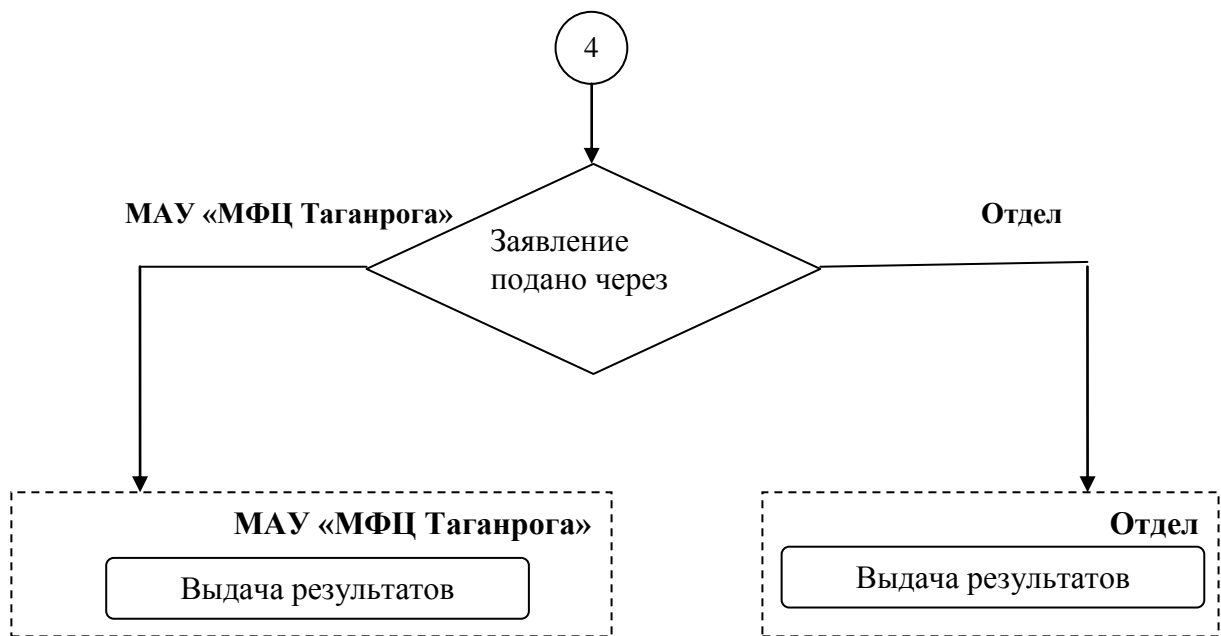 4
МАУ «МФЦ Таганрога»
Отдел
Заявление
подано через
МАУ «МФЦ Таганрога»
Выдача результатов
Отдел
Выдача результатов